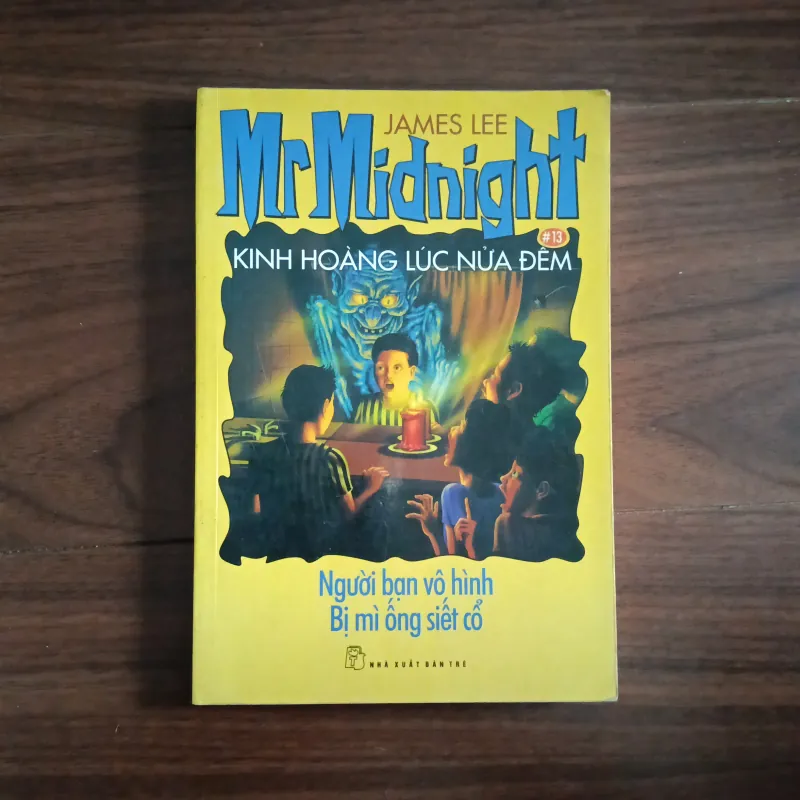 JAMES LEE
Mr Midnight
#13
KINH HOÀNG LÚC NỬA ĐÊM
Người bạn vô hình
Bị mì ống siết cổ
NHÀ XUẤT BẢN TRẺ